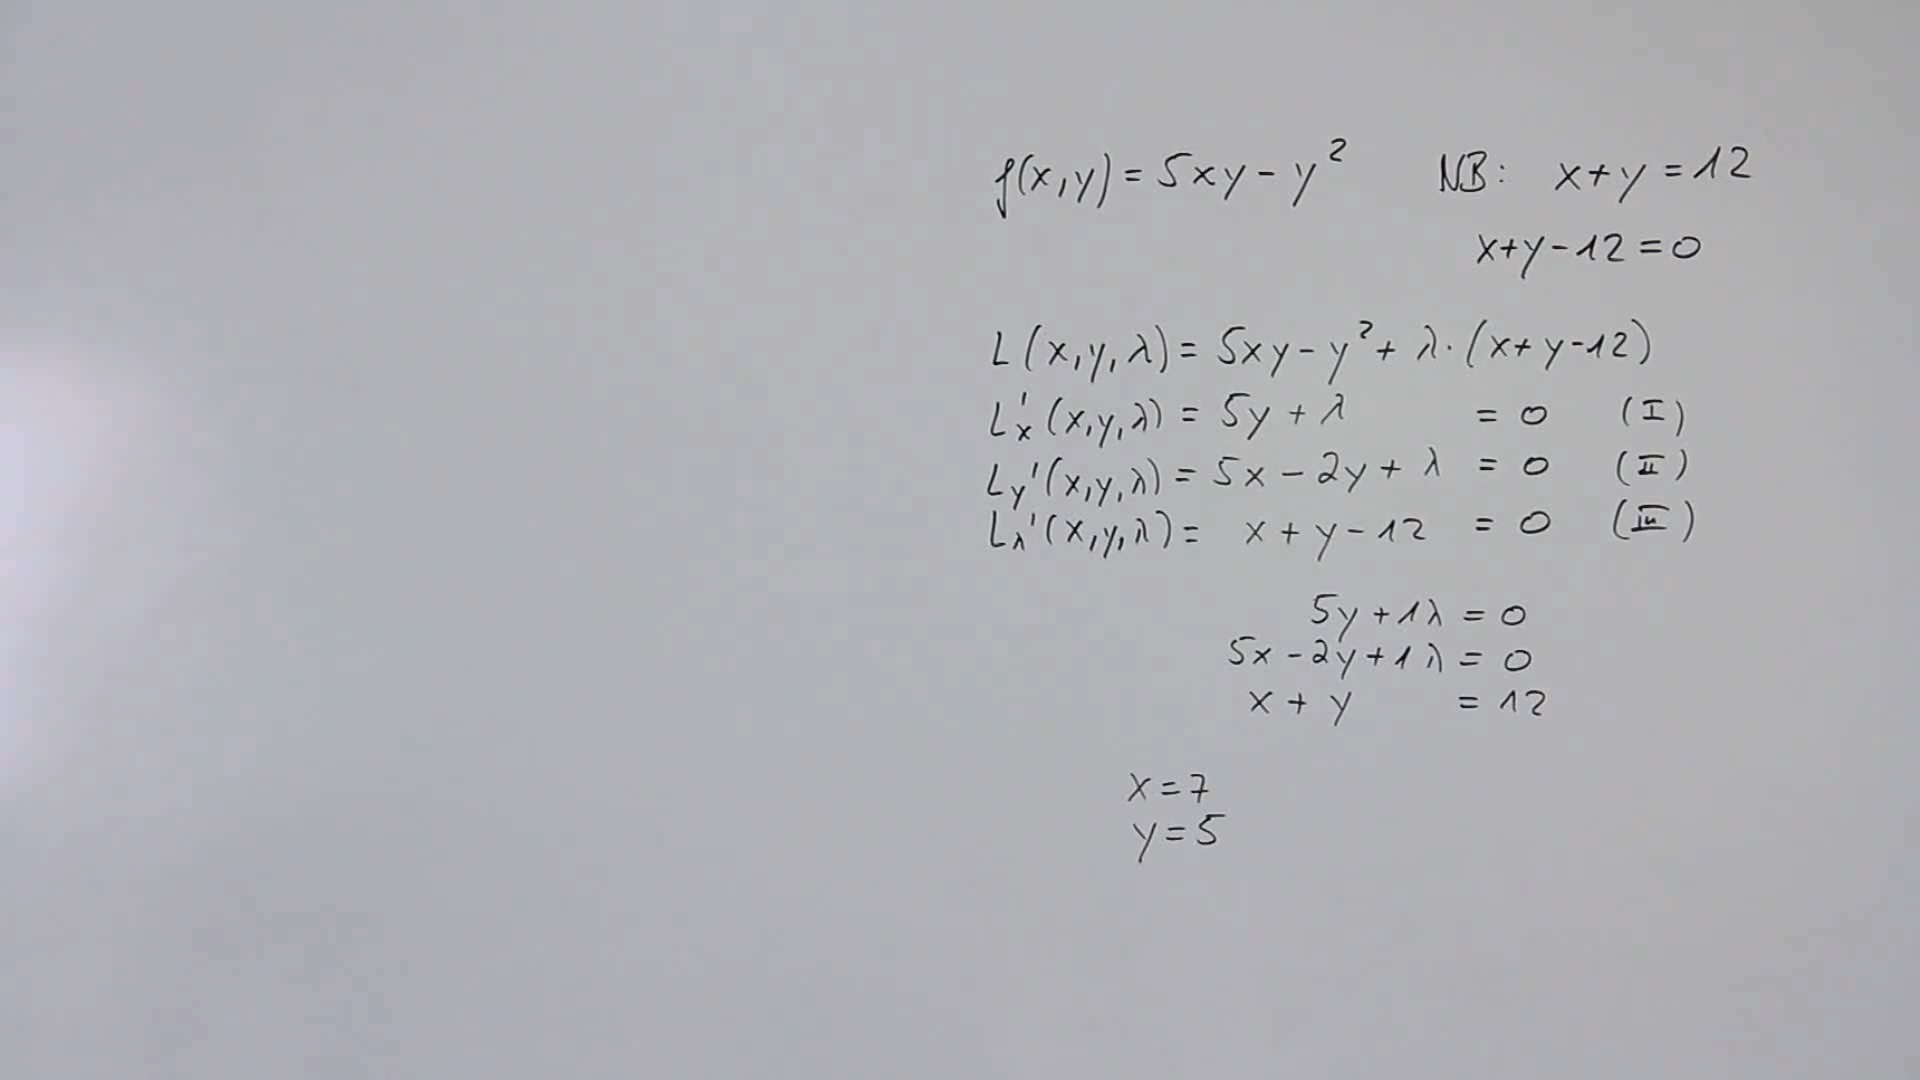 f(x,y) = 5xy - y² NB: x+y = 12
x+y-12 = 0
L(x,y,λ) = 5xy - y² + λ·(x+y-12)
Lx'(x,y,λ) = 5y + λ = 0 (I)
Ly'(x,y,λ) = 5x - 2y + λ = 0 (II)
Lλ'(x,y,λ) = x + y - 12 = 0 (III)
5y + 1λ = 0
5x - 2y + 1λ = 0
x + y = 12
x = 7
y = 5